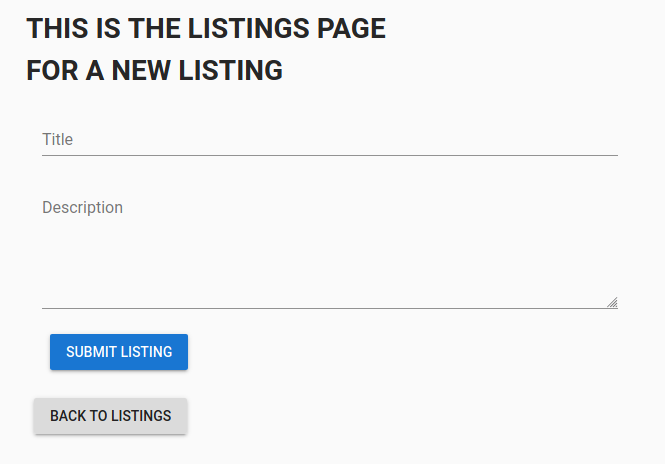 THIS IS THE LISTINGS PAGE
FOR A NEW LISTING
Title
Description
SUBMIT LISTING
BACK TO LISTINGS